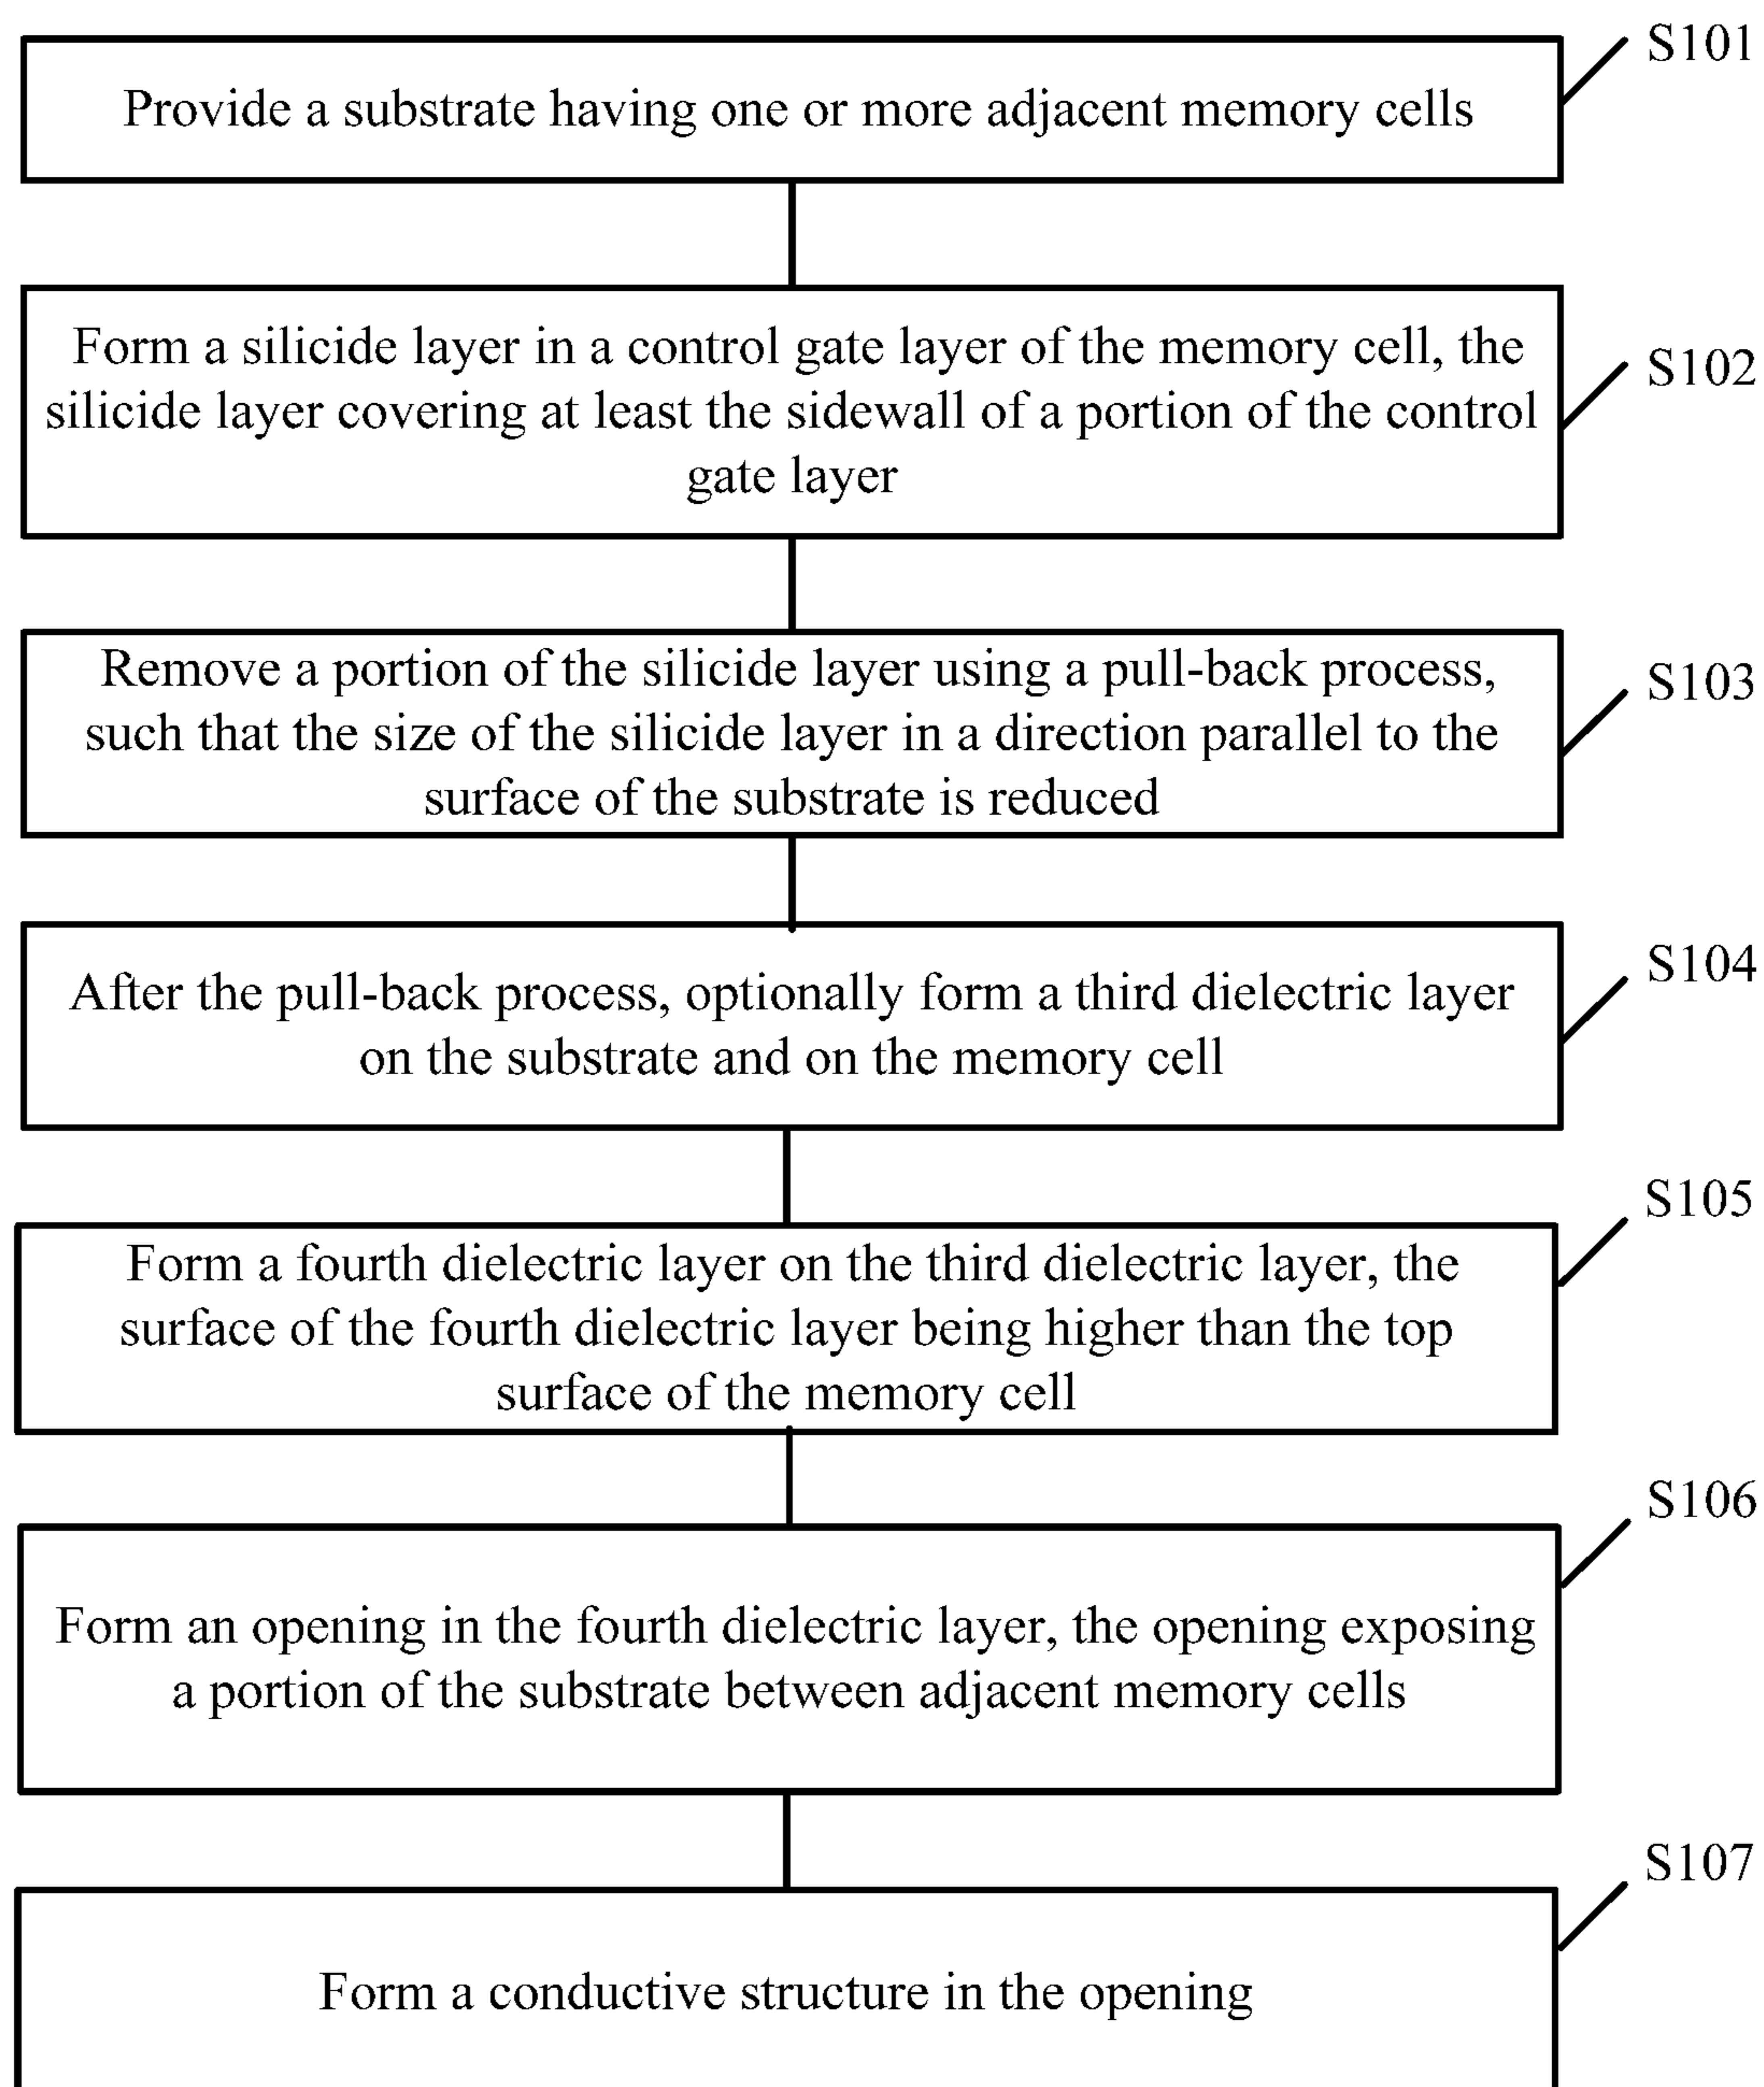 S101
Provide a substrate having one or more adjacent memory cells
S102
Form a silicide layer in a control gate layer of the memory cell, the
silicide layer covering at least the sidewall of a portion of the control
gate layer
S103
Remove a portion of the silicide layer using a pull-back process,
such that the size of the silicide layer in a direction parallel to the
surface of the substrate is reduced
S104
After the pull-back process, optionally form a third dielectric layer
on the substrate and on the memory cell
S105
Form a fourth dielectric layer on the third dielectric layer, the
surface of the fourth dielectric layer being higher than the top
surface of the memory cell
S106
Form an opening in the fourth dielectric layer, the opening exposing
a portion of the substrate between adjacent memory cells
S107
Form a conductive structure in the opening